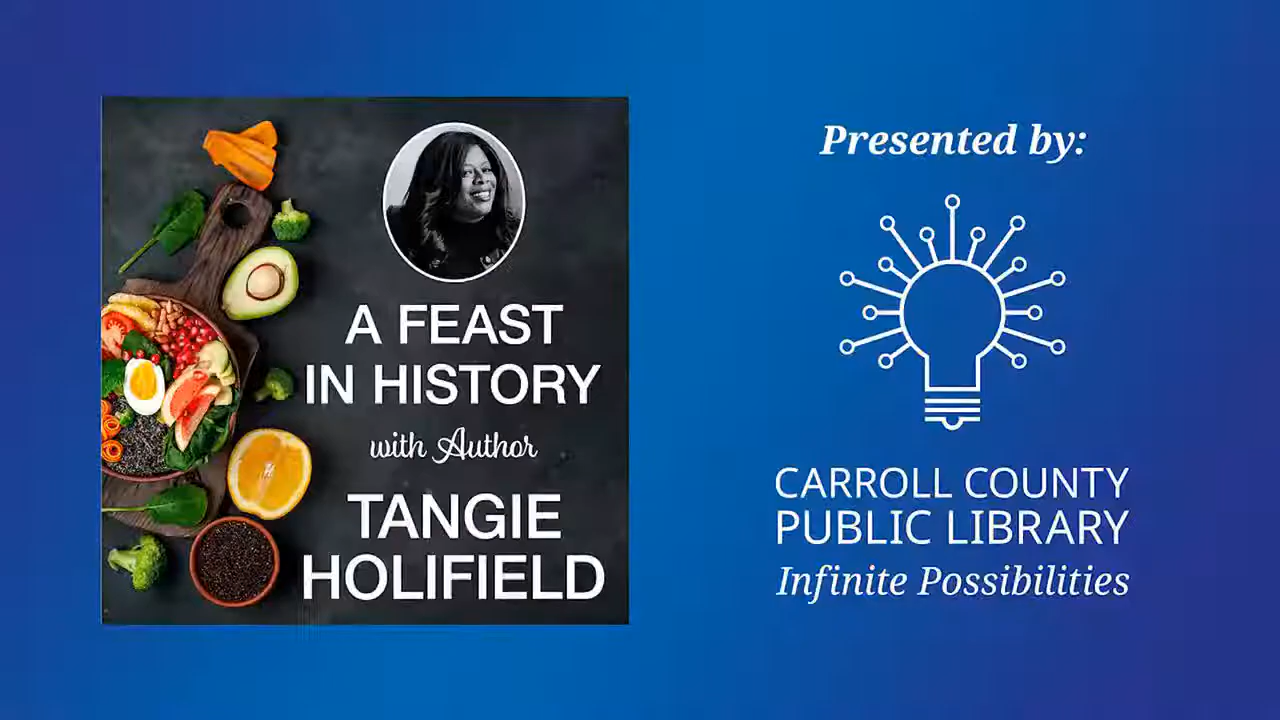 A FEAST
IN HISTORY
with Author
TANGIE
HOLIFIELD
Presented by:
CARROLL COUNTY
PUBLIC LIBRARY
Infinite Possibilities